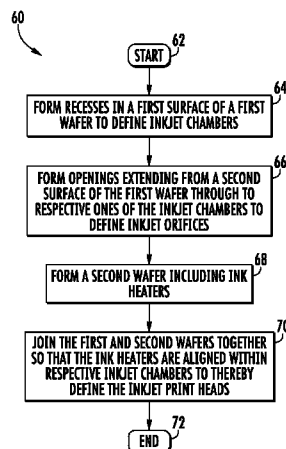 60
62
START
64
FORM RECESSES IN A FIRST SURFACE OF A FIRST
WAFER TO DEFINE INKJET CHAMBERS
66
FORM OPENINGS EXTENDING FROM A SECOND
SURFACE OF THE FIRST WAFER THROUGH TO
RESPECTIVE ONES OF THE INKJET CHAMBERS TO
DEFINE INKJET ORIFICES
68
FORM A SECOND WAFER INCLUDING INK
HEATERS
70
JOIN THE FIRST AND SECOND WAFERS TOGETHER
SO THAT THE INK HEATERS ARE ALIGNED WITHIN
RESPECTIVE INKJET CHAMBERS TO THEREBY
DEFINE THE INKJET PRINT HEADS
72
END